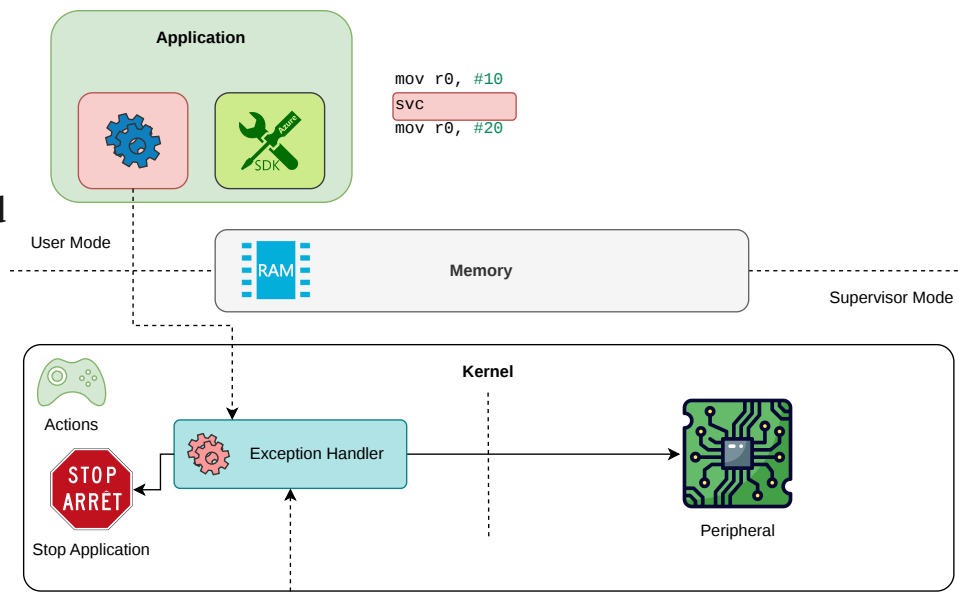 Application
mov r0, #10
svc
mov r0, #20
Azure
SDK
User Mode
RAM
Memory
Supervisor Mode
Kernel
Actions
Exception Handler
STOP
ARRÊT
Stop Application
Peripheral